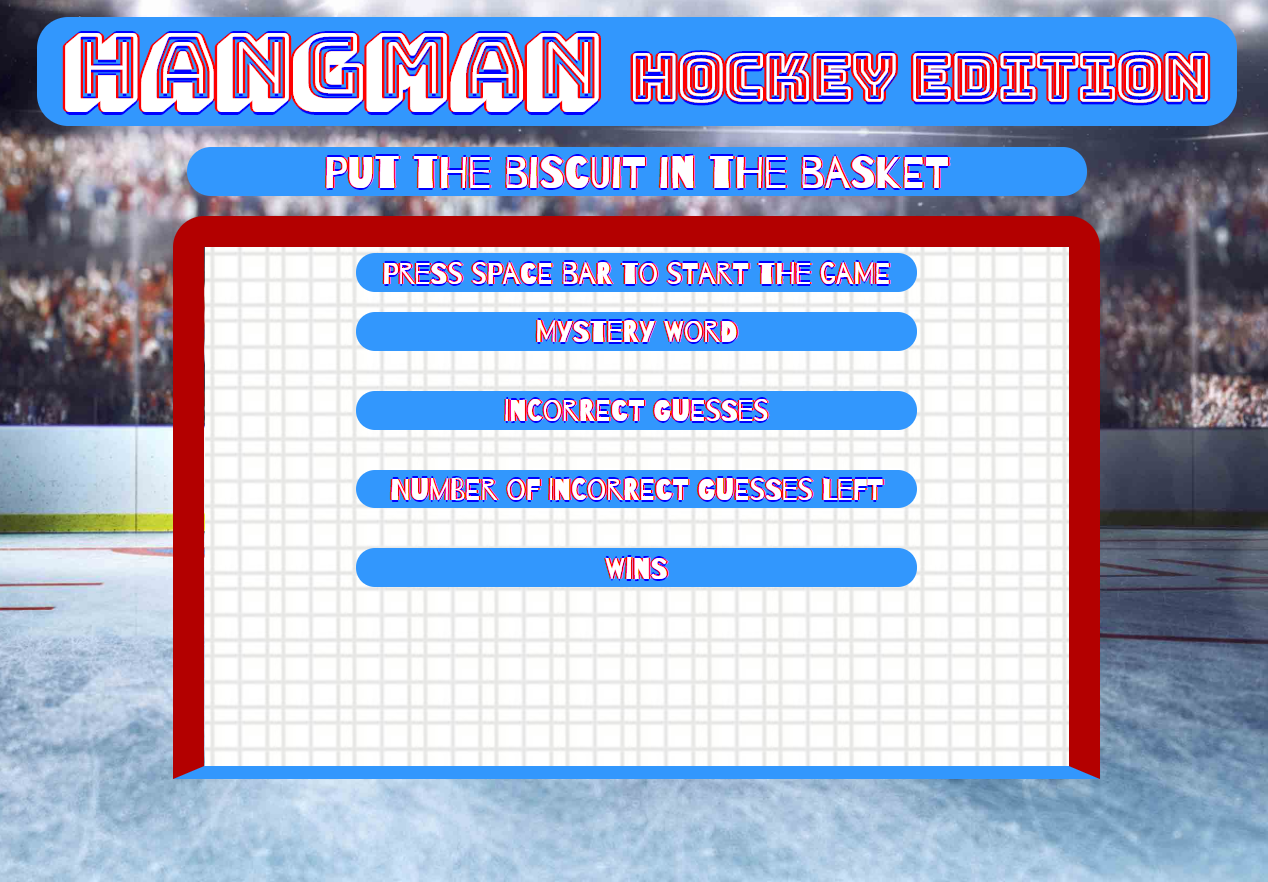 HANGMAN HOCKEY EDITION
PUT THE BISCUIT IN THE BASKET
PRESS SPACE BAR TO START THE GAME
MYSTERY WORD
INCORRECT GUESSES
NUMBER OF INCORRECT GUESSES LEFT
WINS